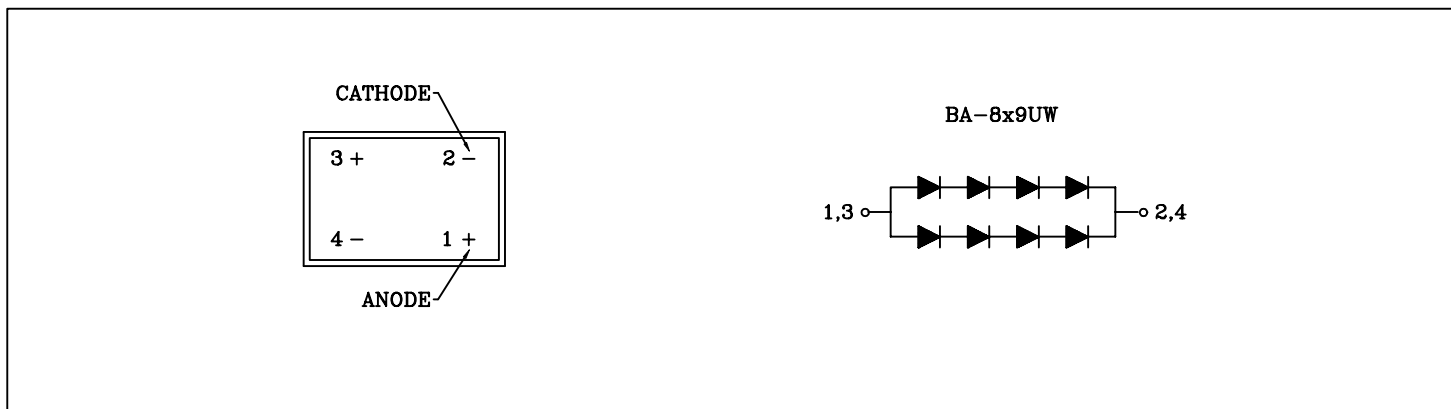 CATHODE
3 + 2 -
4 - 1 +
ANODE
BA-8x9UW
1,3 2,4